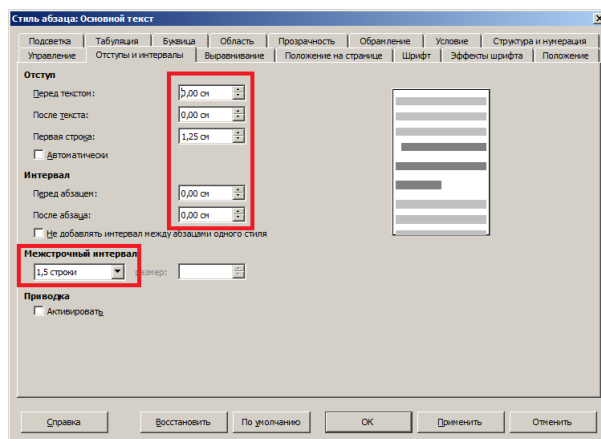 Стиль абзаца: Основной текст
Подсветка Табуляция Буквица Область Прозрачность Обрамление Условие Структура и нумерация
Управление Отступы и интервалы Выравнивание Положение на странице Шрифт Эффекты шрифта Положение
Отступ
Перед текстом: 0,00 см
После текста: 0,00 см
Первая строка: 1,25 см
Автоматически
Интервал
Перед абзацем: 0,00 см
После абзаца: 0,00 см
Не добавлять интервал между абзацами одного стиля
Межстрочный интервал
1,5 строки размер:
Приводка
Активировать
Справка Восстановить По умолчанию ОК Применить Отменить